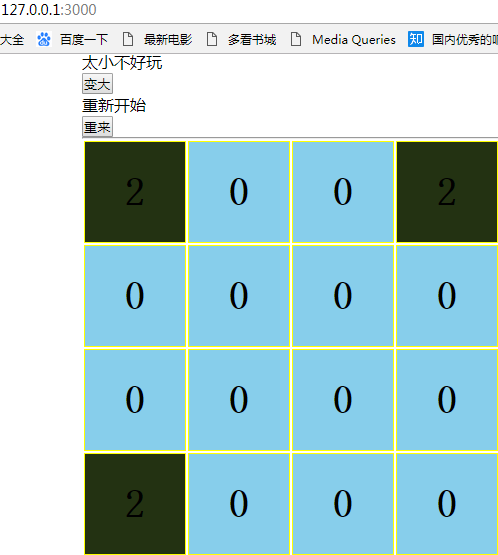 127.0.0.1:3000
大全 百度一下 最新电影 多看书城 Media Queries 知 国内优秀的
太小不好玩
变大
重新开始
重来
2 0 0 2
0 0 0 0
0 0 0 0
2 0 0 0